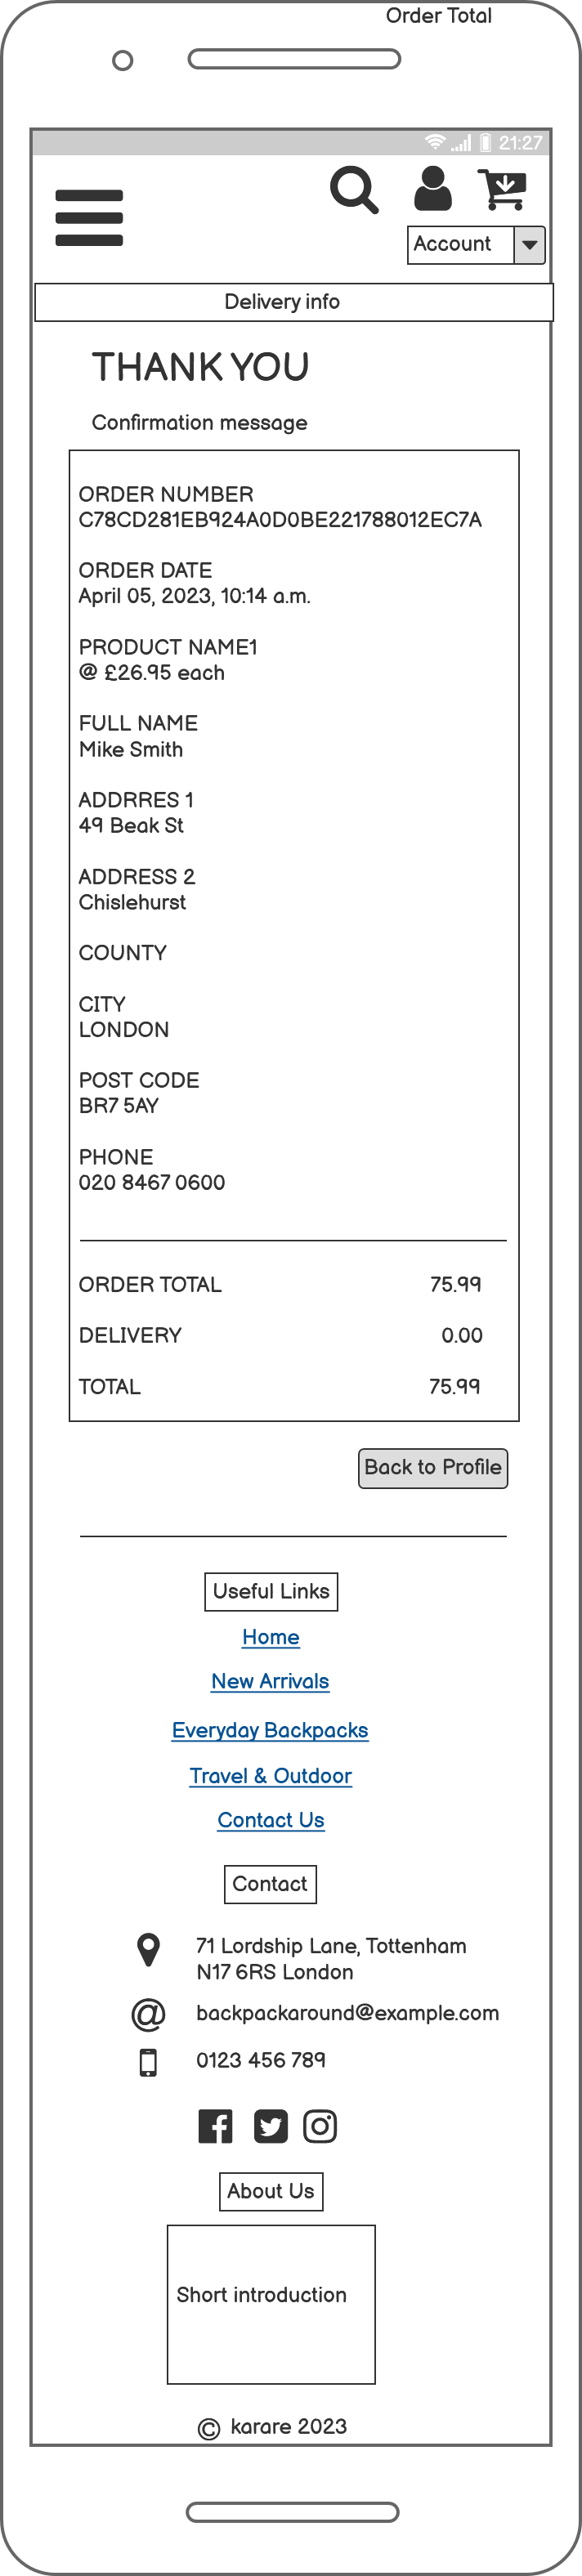 Order Total
21:27
Account
Delivery info
THANK YOU
Confirmation message
ORDER NUMBER
C78CD281EB924A0D0BE221788012EC7A
ORDER DATE
April 05, 2023, 10:14 a.m.
PRODUCT NAME1
@ £26.95 each
FULL NAME
Mike Smith
ADDRRES 1
49 Beak St
ADDRESS 2
Chislehurst
COUNTY
CITY
LONDON
POST CODE
BR7 5AY
PHONE
020 8467 0600
ORDER TOTAL 75.99
DELIVERY 0.00
TOTAL 75.99
Back to Profile
Useful Links
Home
New Arrivals
Everyday Backpacks
Travel & Outdoor
Contact Us
Contact
71 Lordship Lane, Tottenham
N17 6RS London
@ backpackaround@example.com
0123 456 789
About Us
Short introduction
© karare 2023